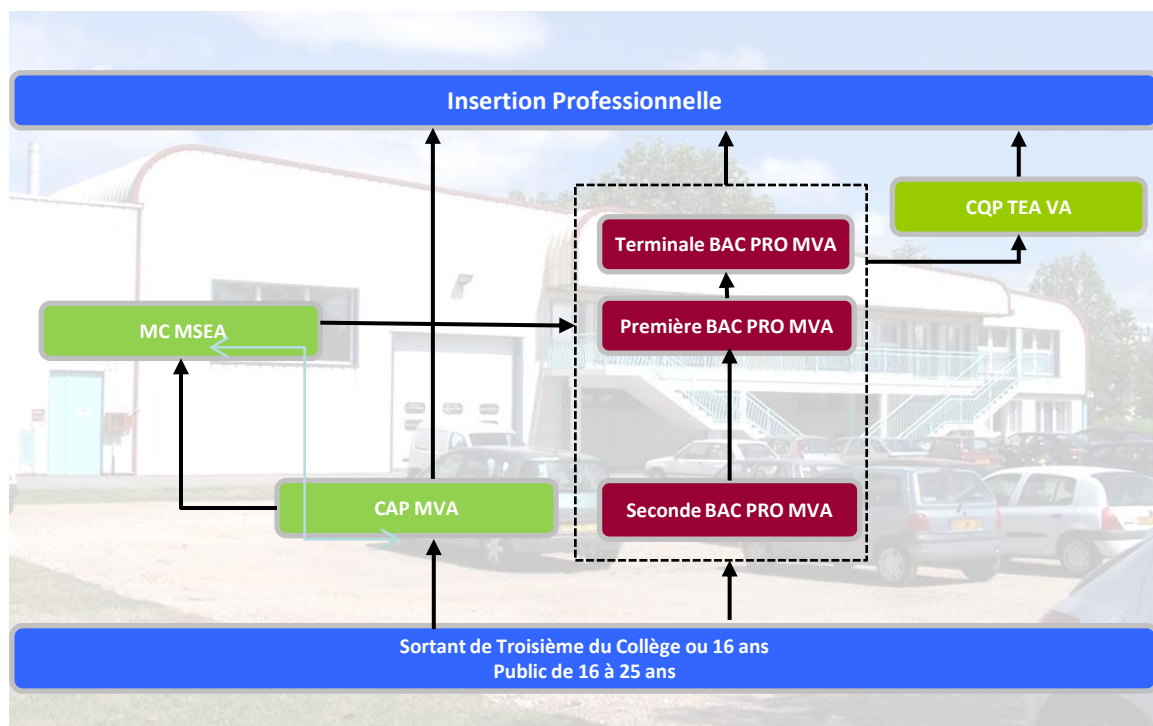 Insertion Professionnelle
CQP TEA VA
Terminale BAC PRO MVA
MC MSEA
Première BAC PRO MVA
CAP MVA
Seconde BAC PRO MVA
Sortant de Troisième du Collège ou 16 ans
Public de 16 à 25 ans